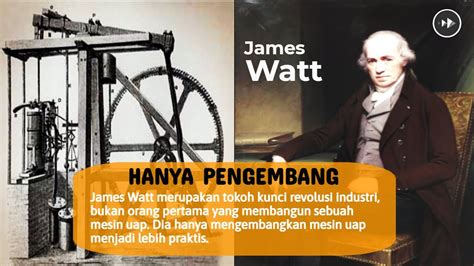 James
Watt
HANYA PENGEMBANG
James Watt merupakan tokoh kunci revolusi industri,
bukan orang pertama yang membangun sebuah
mesin uap. Dia hanya mengembangkan mesin uap
menjadi lebih praktis.